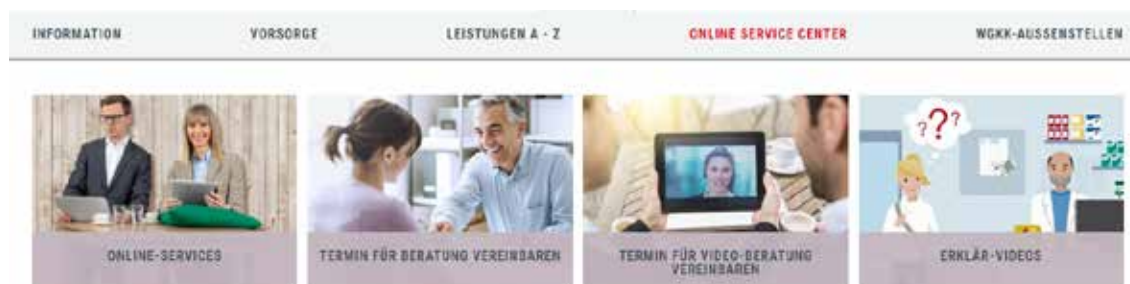 INFORMATION
VORSORGE
LEISTUNGEN A - Z
ONLINE SERVICE CENTER
WGKK-AUSSENSTELLEN
???
ONLINE-SERVICES
TERMIN FÜR BERATUNG VEREINBAREN
TERMIN FÜR VIDEO-BERATUNG
VEREINBAREN
ERKLÄR-VIDEOS